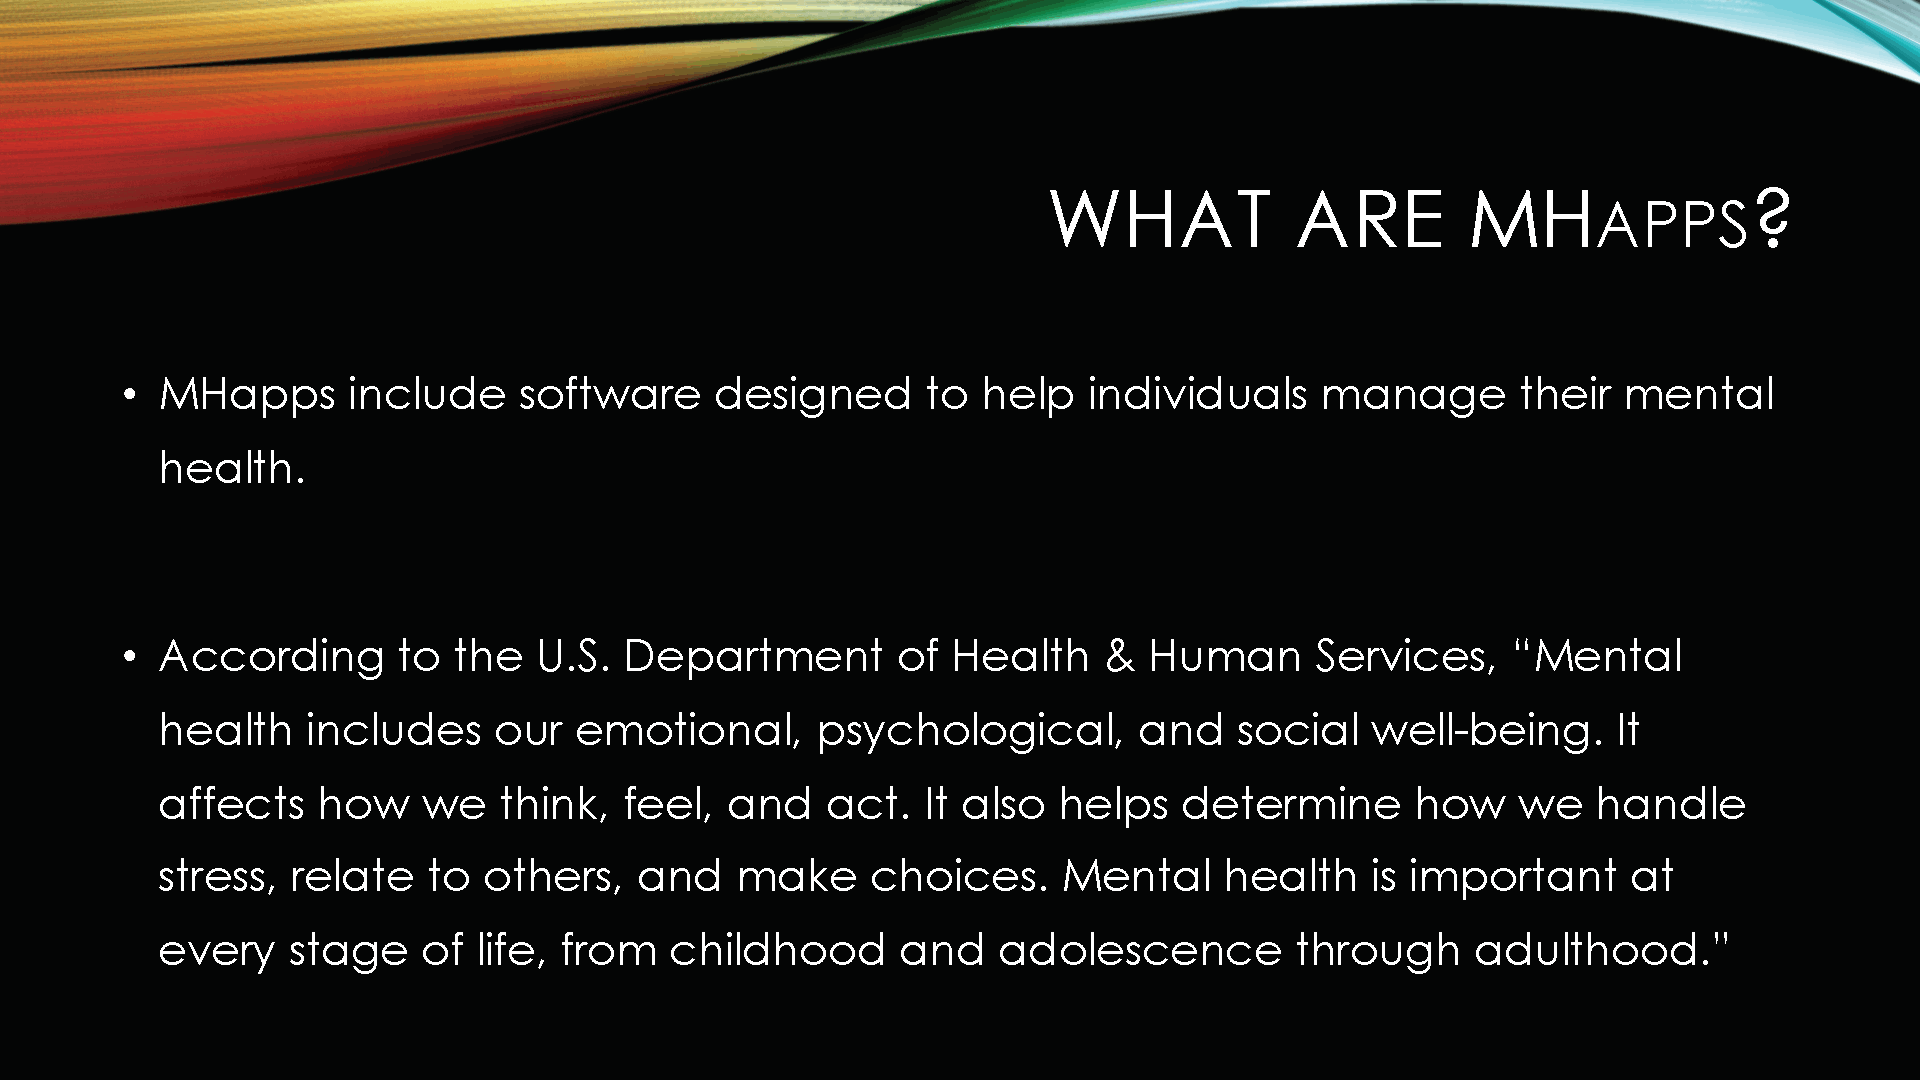 WHAT ARE MHAPPS?
• MHapps include software designed to help individuals manage their mental
health.
• According to the U.S. Department of Health & Human Services, “Mental
health includes our emotional, psychological, and social well-being. It
affects how we think, feel, and act. It also helps determine how we handle
stress, relate to others, and make choices. Mental health is important at
every stage of life, from childhood and adolescence through adulthood.”